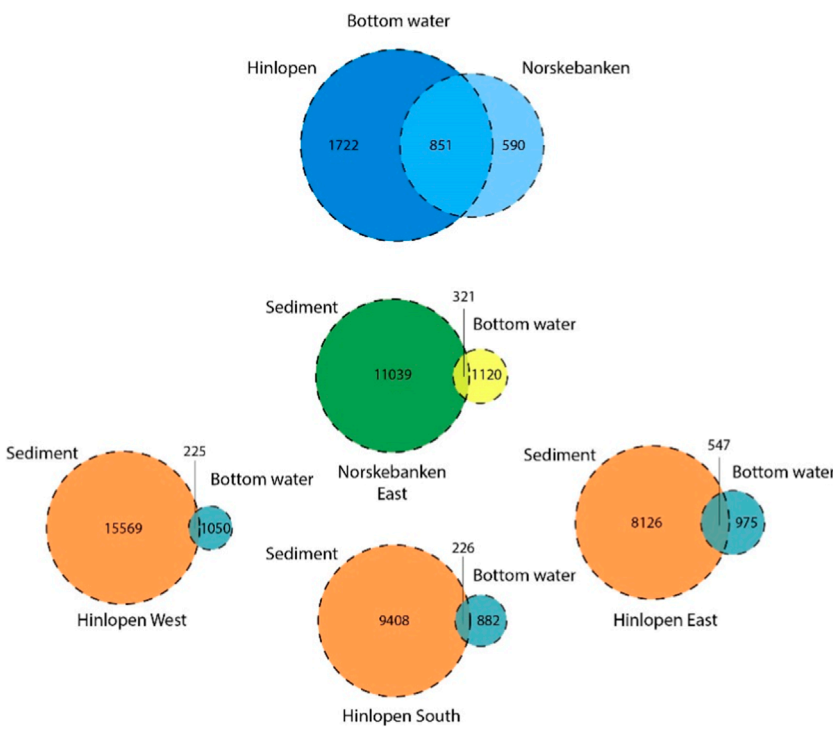 Bottom water
Hinlopen
Norskebanken
1722
851
590
321
Sediment
Bottom water
11039
1120
Norskebanken
East
Sediment
225
Bottom water
15569
1050
Hinlopen West
Sediment
226
Bottom water
9408
882
Hinlopen South
547
Sediment
Bottom water
8126
975
Hinlopen East